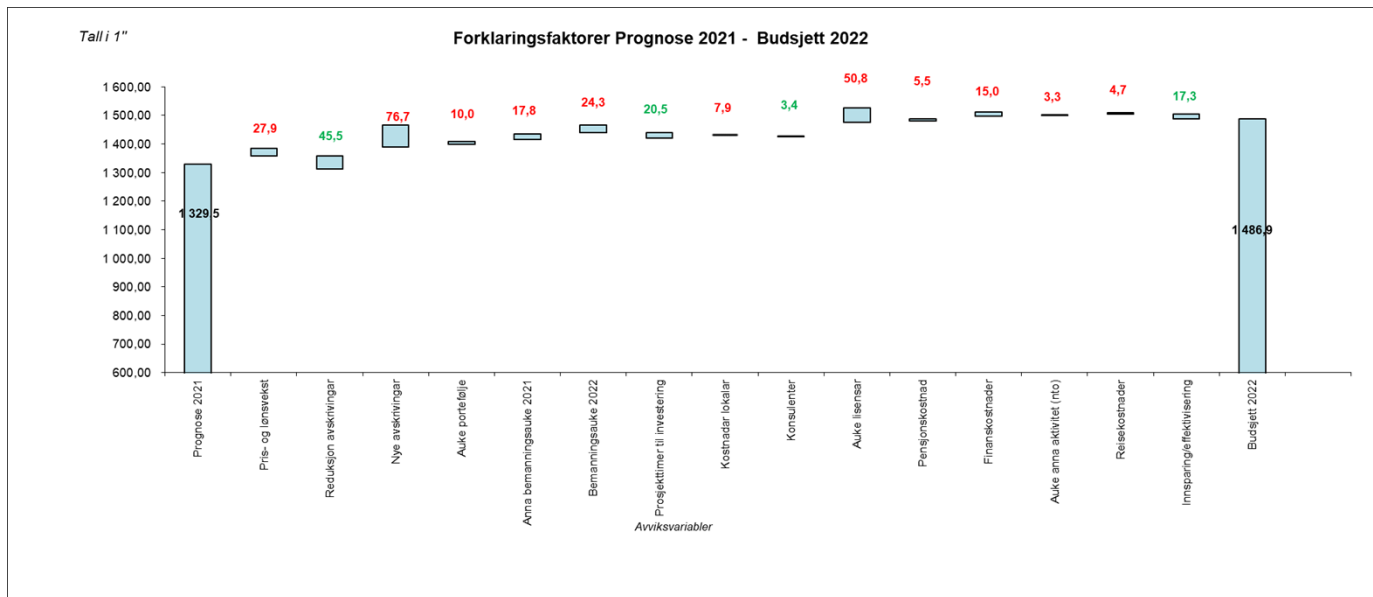 Tall i 1''
Forklaringsfaktorer Prognose 2021 - Budsjett 2022
1 600,00
1 500,00
1 400,00
1 300,00
1 200,00
1 100,00
1 000,00
900,00
800,00
700,00
600,00
1 329,5
27,9
45,5
76,7
10,0
17,8
24,3
20,5
7,9
3,4
50,8
5,5
15,0
3,3
4,7
17,3
1 486,9
Prognose 2021
Pris- og lønsvekst
Reduksjon avskrivingar
Nye avskrivingar
Auke portefølje
Anna bemanningsauke 2021
Bemanningsauke 2022
Prosjekttimer til investering
Kostnadar lokalar
Konsulenter
Auke lisensar
Pensjonskostnad
Finanskostnader
Auke anna aktivitet (nto)
Reisekostnader
Innsparing/effektivisering
Budsjett 2022
Avviksvariabler